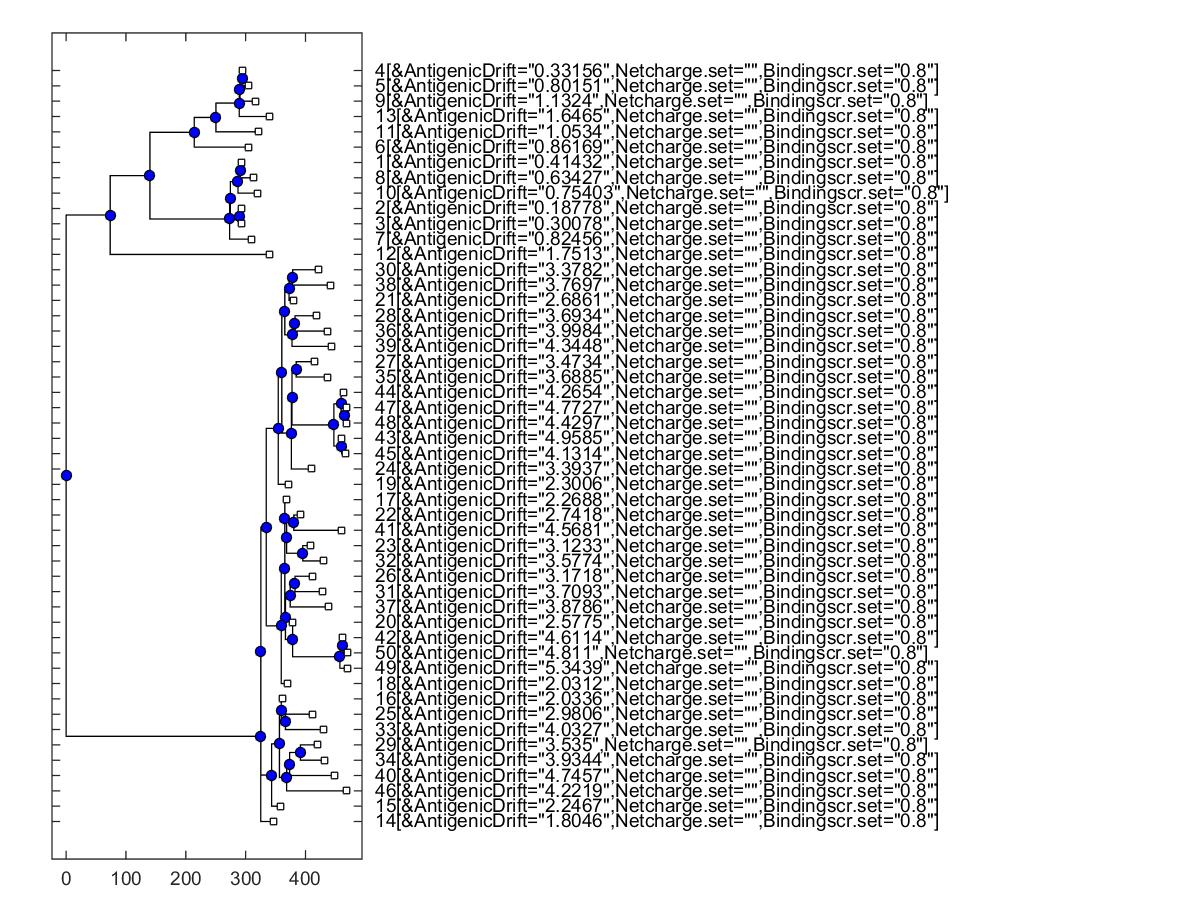 4[&AntigenicDrift="0.33156",Netcharge.set="",Bindingscr.set="0.8"]
5[&AntigenicDrift="0.80151",Netcharge.set="",Bindingscr.set="0.8"]
9[&AntigenicDrift="1.1324",Netcharge.set="",Bindingscr.set="0.8"]
13[&AntigenicDrift="1.6465",Netcharge.set="",Bindingscr.set="0.8"]
11[&AntigenicDrift="1.0534",Netcharge.set="",Bindingscr.set="0.8"]
6[&AntigenicDrift="0.86169",Netcharge.set="",Bindingscr.set="0.8"]
1[&AntigenicDrift="0.41432",Netcharge.set="",Bindingscr.set="0.8"]
8[&AntigenicDrift="0.63427",Netcharge.set="",Bindingscr.set="0.8"]
10[&AntigenicDrift="0.75403",Netcharge.set="",Bindingscr.set="0.8"]
2[&AntigenicDrift="0.18778",Netcharge.set="",Bindingscr.set="0.8"]
3[&AntigenicDrift="0.30078",Netcharge.set="",Bindingscr.set="0.8"]
7[&AntigenicDrift="0.82456",Netcharge.set="",Bindingscr.set="0.8"]
12[&AntigenicDrift="1.7513",Netcharge.set="",Bindingscr.set="0.8"]
30[&AntigenicDrift="3.3782",Netcharge.set="",Bindingscr.set="0.8"]
38[&AntigenicDrift="3.7697",Netcharge.set="",Bindingscr.set="0.8"]
21[&AntigenicDrift="2.6861",Netcharge.set="",Bindingscr.set="0.8"]
28[&AntigenicDrift="3.6934",Netcharge.set="",Bindingscr.set="0.8"]
36[&AntigenicDrift="3.9984",Netcharge.set="",Bindingscr.set="0.8"]
39[&AntigenicDrift="4.3448",Netcharge.set="",Bindingscr.set="0.8"]
27[&AntigenicDrift="3.4734",Netcharge.set="",Bindingscr.set="0.8"]
35[&AntigenicDrift="3.6885",Netcharge.set="",Bindingscr.set="0.8"]
44[&AntigenicDrift="4.2654",Netcharge.set="",Bindingscr.set="0.8"]
47[&AntigenicDrift="4.7727",Netcharge.set="",Bindingscr.set="0.8"]
48[&AntigenicDrift="4.4297",Netcharge.set="",Bindingscr.set="0.8"]
43[&AntigenicDrift="4.9585",Netcharge.set="",Bindingscr.set="0.8"]
45[&AntigenicDrift="4.1314",Netcharge.set="",Bindingscr.set="0.8"]
24[&AntigenicDrift="3.3937",Netcharge.set="",Bindingscr.set="0.8"]
19[&AntigenicDrift="2.3006",Netcharge.set="",Bindingscr.set="0.8"]
17[&AntigenicDrift="2.2688",Netcharge.set="",Bindingscr.set="0.8"]
22[&AntigenicDrift="2.7418",Netcharge.set="",Bindingscr.set="0.8"]
41[&AntigenicDrift="4.5681",Netcharge.set="",Bindingscr.set="0.8"]
23[&AntigenicDrift="3.1233",Netcharge.set="",Bindingscr.set="0.8"]
32[&AntigenicDrift="3.5774",Netcharge.set="",Bindingscr.set="0.8"]
26[&AntigenicDrift="3.1718",Netcharge.set="",Bindingscr.set="0.8"]
31[&AntigenicDrift="3.7093",Netcharge.set="",Bindingscr.set="0.8"]
37[&AntigenicDrift="3.8786",Netcharge.set="",Bindingscr.set="0.8"]
20[&AntigenicDrift="2.5775",Netcharge.set="",Bindingscr.set="0.8"]
42[&AntigenicDrift="4.6114",Netcharge.set="",Bindingscr.set="0.8"]
50[&AntigenicDrift="4.811",Netcharge.set="",Bindingscr.set="0.8"]
49[&AntigenicDrift="5.3439",Netcharge.set="",Bindingscr.set="0.8"]
18[&AntigenicDrift="2.0312",Netcharge.set="",Bindingscr.set="0.8"]
16[&AntigenicDrift="2.0336",Netcharge.set="",Bindingscr.set="0.8"]
25[&AntigenicDrift="2.9806",Netcharge.set="",Bindingscr.set="0.8"]
33[&AntigenicDrift="4.0327",Netcharge.set="",Bindingscr.set="0.8"]
29[&AntigenicDrift="3.535",Netcharge.set="",Bindingscr.set="0.8"]
34[&AntigenicDrift="3.9344",Netcharge.set="",Bindingscr.set="0.8"]
40[&AntigenicDrift="4.7457",Netcharge.set="",Bindingscr.set="0.8"]
46[&AntigenicDrift="4.2219",Netcharge.set="",Bindingscr.set="0.8"]
15[&AntigenicDrift="2.2467",Netcharge.set="",Bindingscr.set="0.8"]
14[&AntigenicDrift="1.8046",Netcharge.set="",Bindingscr.set="0.8"]
0 100 200 300 400